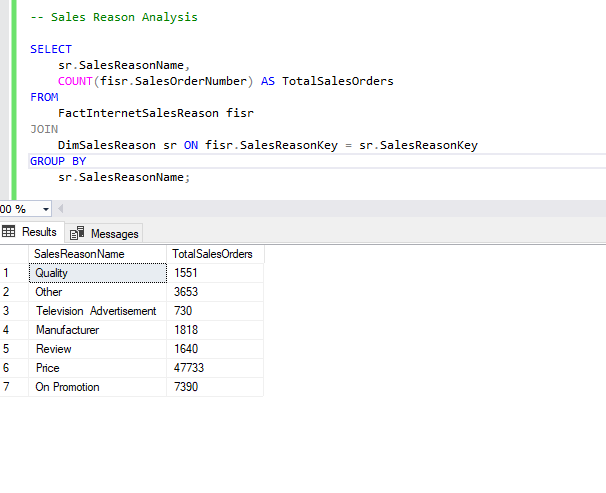 -- Sales Reason Analysis
SELECT
sr.SalesReasonName,
COUNT(fisr.SalesOrderNumber) AS TotalSalesOrders
FROM
FactInternetSalesReason fisr
JOIN
DimSalesReason sr ON fisr.SalesReasonKey = sr.SalesReasonKey
GROUP BY
sr.SalesReasonName;
00 %
Results Messages
SalesReasonName TotalSalesOrders
1 Quality 1551
2 Other 3653
3 Television Advertisement 730
4 Manufacturer 1818
5 Review 1640
6 Price 47733
7 On Promotion 7390